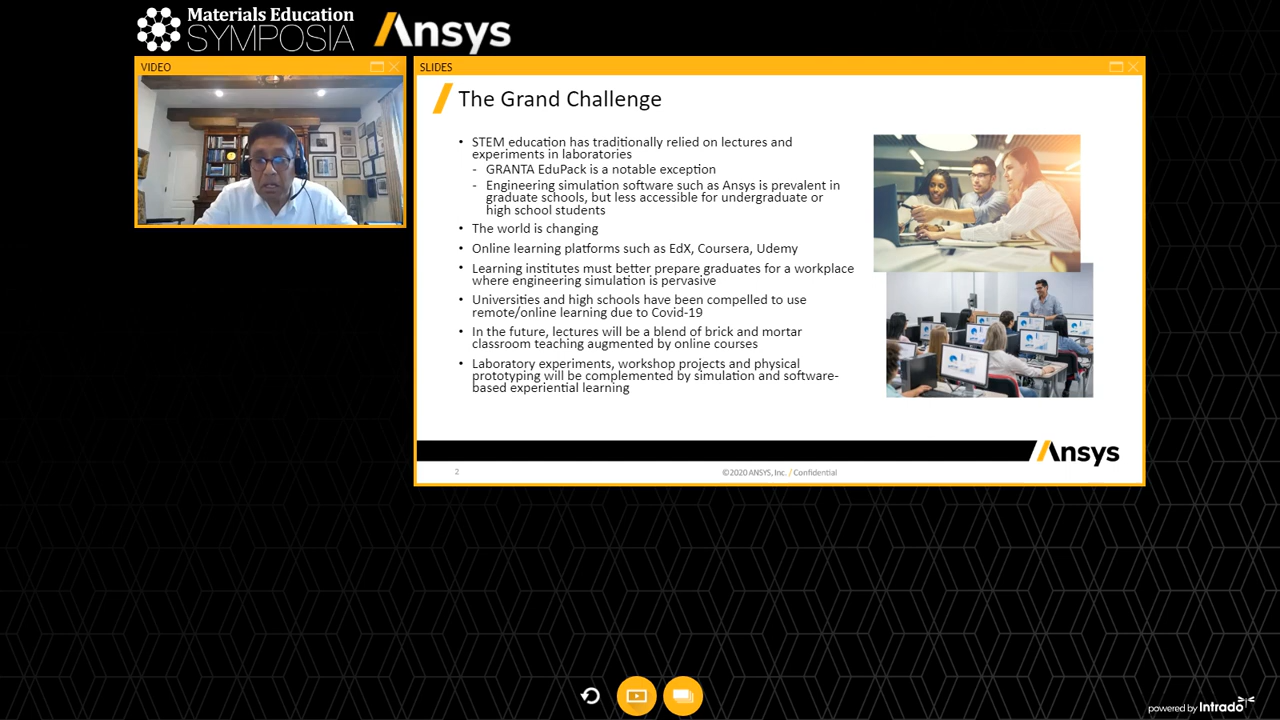 Materials Education
SYMPOSIA
Ansys
VIDEO
SLIDES
The Grand Challenge
• STEM education has traditionally relied on lectures and
experiments in laboratories
- GRANTA EduPack is a notable exception
- Engineering simulation software such as Ansys is prevalent in
graduate schools, but less accessible for undergraduate or
high school students
• The world is changing
• Online learning platforms such as EdX, Coursera, Udemy
• Learning institutes must better prepare graduates for a workplace
where engineering simulation is pervasive
• Universities and high schools have been compelled to use
remote/online learning due to Covid-19
• In the future, lectures will be a blend of brick and mortar
classroom teaching augmented by online courses
• Laboratory experiments, workshop projects and physical
prototyping will be complemented by simulation and software-
based experiential learning
Ansys
2
©2020 ANSYS, Inc. / Confidential
powered by Intrado